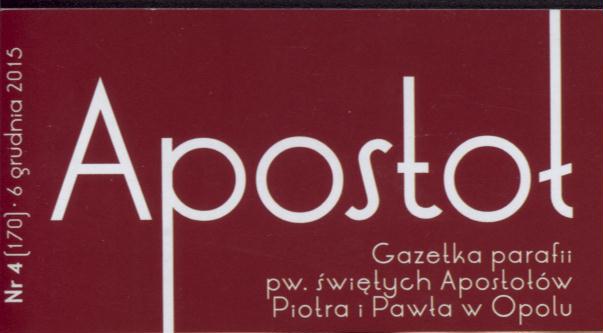 Nr 4 (170) · 6 grudnia 2015
Apostoł
Gazetka parafii
pw. świętych Apostołów
Piotra i Pawła w Opolu